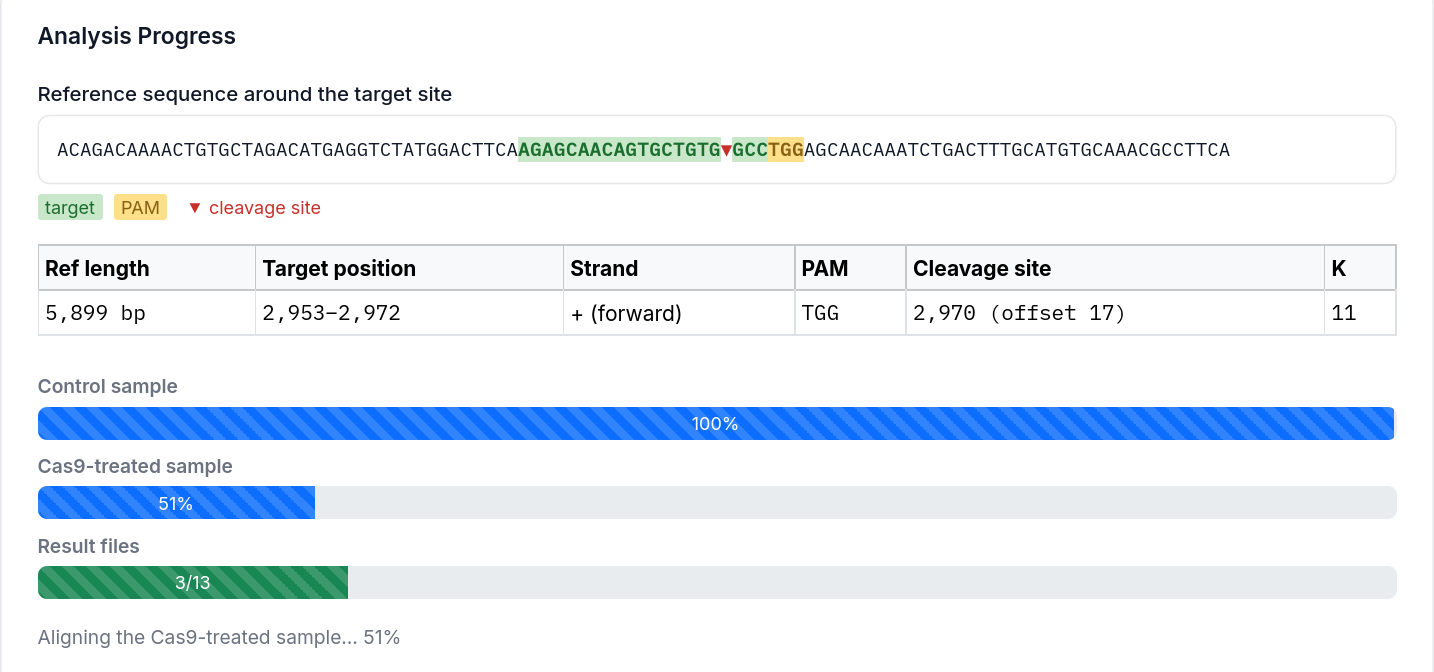 Analysis Progress
Reference sequence around the target site
ACAGACAAAACTGTGCTAGACATGAGGTCTATGGACTTCAAGAGCAACAGTGCTGTG▼GCCTGGAGCAACAAATCTGACTTTGCATGTGCAAACGCCTTCA
target PAM ▼ cleavage site
Ref length Target position Strand PAM Cleavage site K
5,899 bp 2,953–2,972 + (forward) TGG 2,970 (offset 17) 11
Control sample
100%
Cas9-treated sample
51%
Result files
3/13
Aligning the Cas9-treated sample... 51%